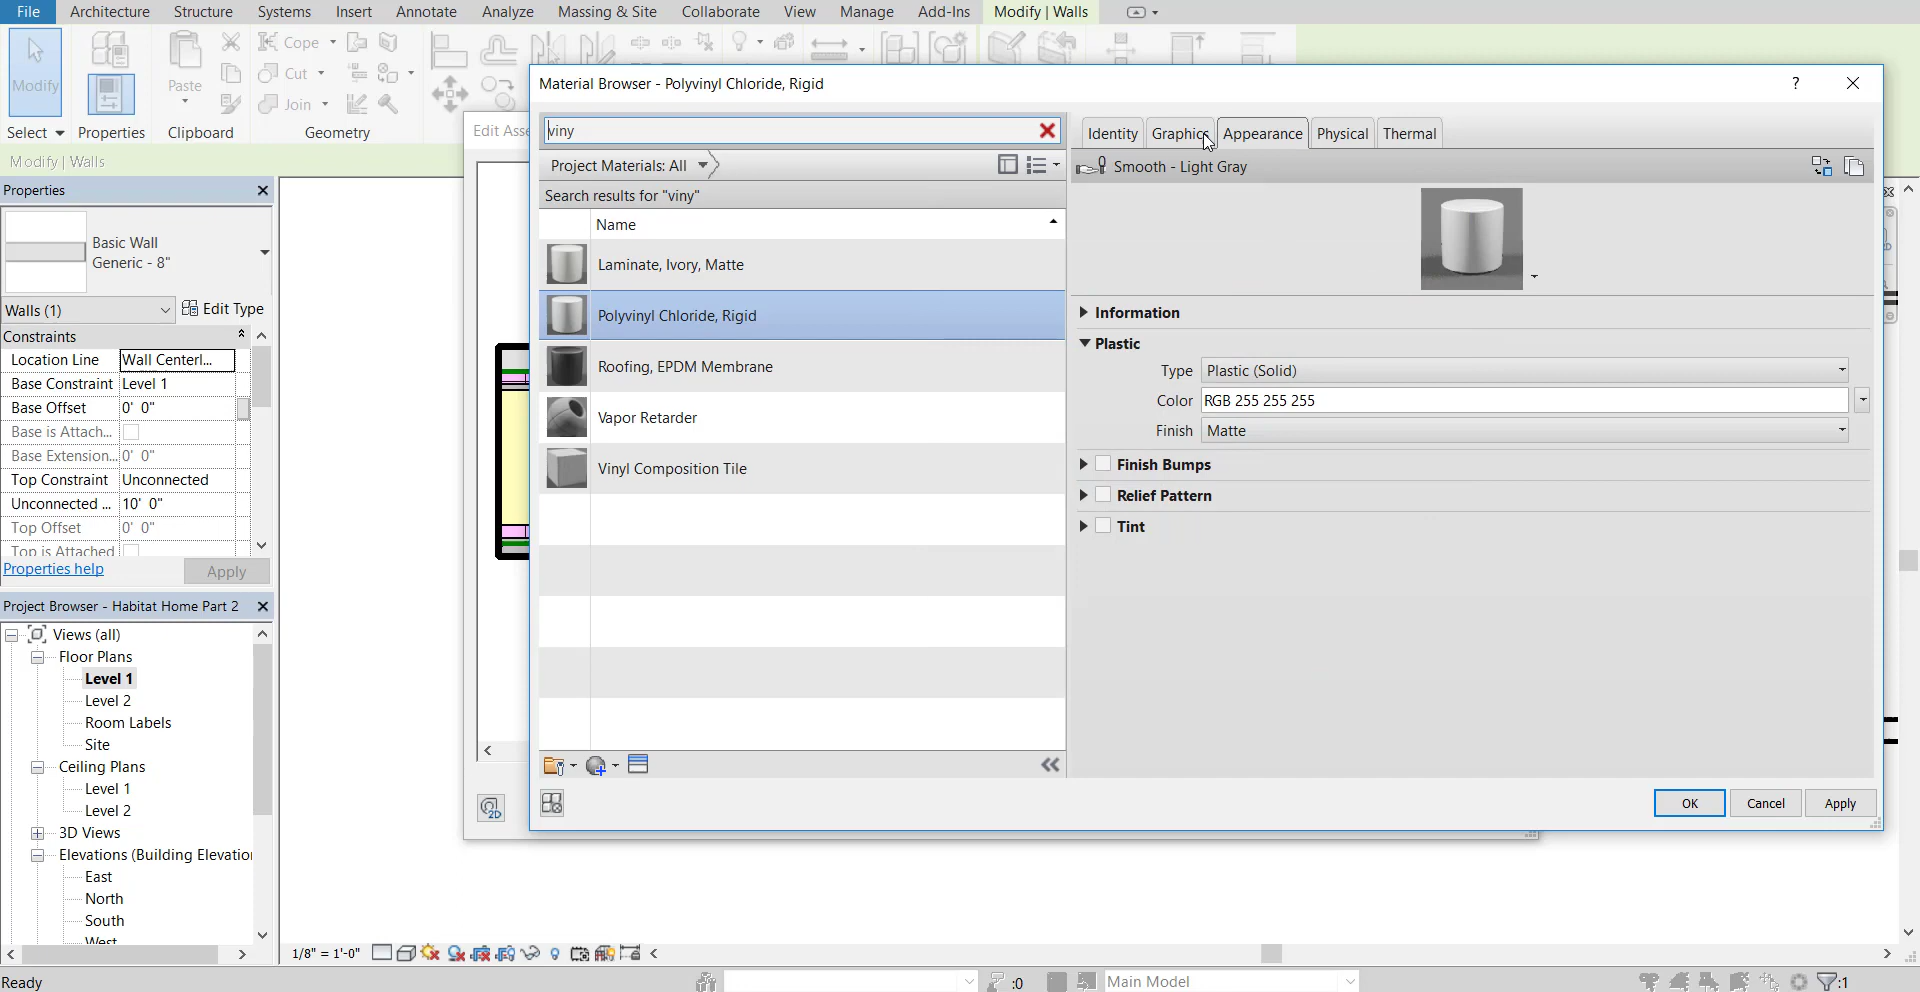 File Architecture Structure Systems Insert Annotate Analyze Massing & Site Collaborate View Manage Add-Ins Modify | Walls
Cope
Modify Paste Cut
Join
Select Properties Clipboard Geometry
Modify | Walls
Properties
Basic Wall
Generic - 8"
Walls (1) Edit Type
Constraints
Location Line Wall Centerl...
Base Constraint Level 1
Base Offset 0' 0"
Base is Attach...
Base Extension... 0' 0"
Top Constraint Unconnected
Unconnected ... 10' 0"
Top Offset 0' 0"
Top is Attached
Properties help Apply
Project Browser - Habitat Home Part 2
Views (all)
Floor Plans
Level 1
Level 2
Room Labels
Site
Ceiling Plans
Level 1
Level 2
3D Views
Elevations (Building Elevatio
East
North
South
West
Edit Asse
Material Browser - Polyvinyl Chloride, Rigid
viny
Project Materials: All
Search results for "viny"
Name
Laminate, Ivory, Matte
Polyvinyl Chloride, Rigid
Roofing, EPDM Membrane
Vapor Retarder
Vinyl Composition Tile
Identity Graphics Appearance Physical Thermal
Smooth - Light Gray
Information
Plastic
Type Plastic (Solid)
Color RGB 255 255 255
Finish Matte
Finish Bumps
Relief Pattern
Tint
OK Cancel Apply
2D
1/8" = 1'-0"
Ready :0 Main Model :1